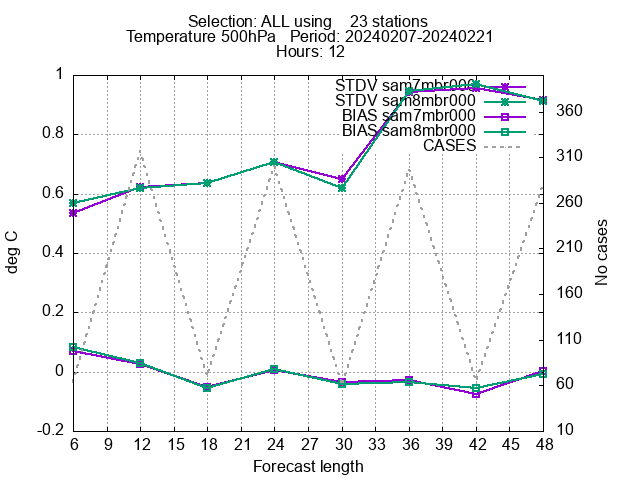 Selection: ALL using    23 stations
Temperature 500hPa   Period: 20240207-20240221
Hours: 12
STDV sam7mbr000
STDV sam8mbr000
BIAS sam7mbr000
BIAS sam8mbr000
CASES
1
0.8
0.6
0.4
0.2
0
-0.2
deg C
360
310
260
210
160
110
60
10
No cases
6 9 12 15 18 21 24 27 30 33 36 39 42 45 48
Forecast length